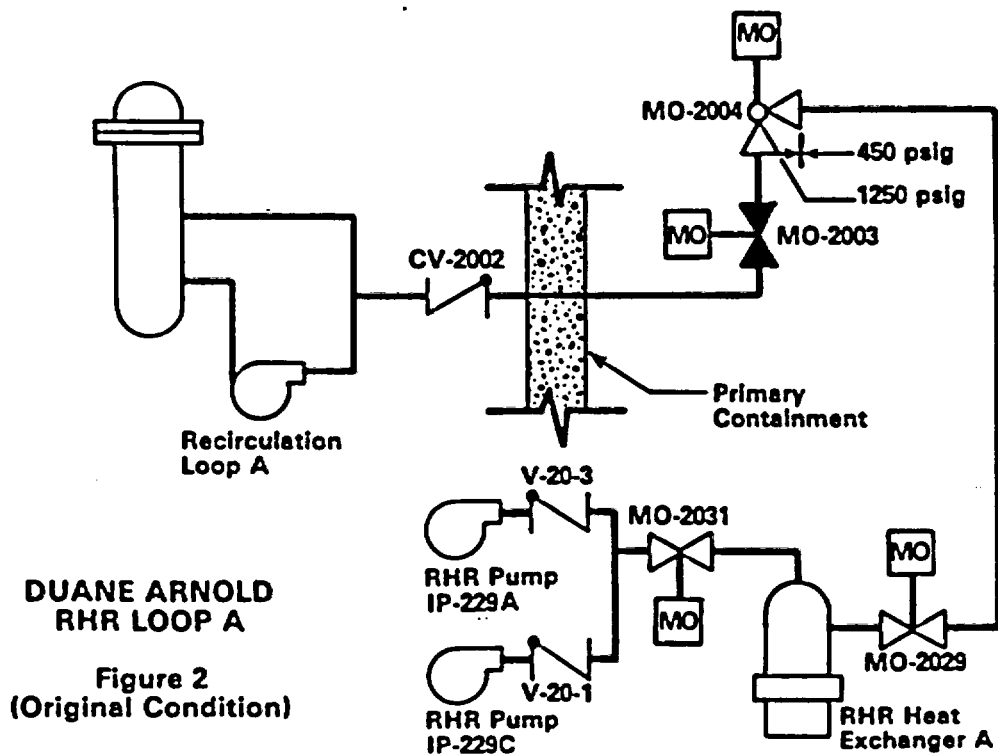 MO
MO-2004
450 psig
1250 psig
MO
MO-2003
CV-2002
Primary
Containment
Recirculation
Loop A
V-20-3
MO-2031
MO
RHR Pump
IP-229A
MO
DUANE ARNOLD
RHR LOOP A
V-20-1
MO-2029
Figure 2
(Original Condition)
RHR Pump
IP-229C
RHR Heat
Exchanger A